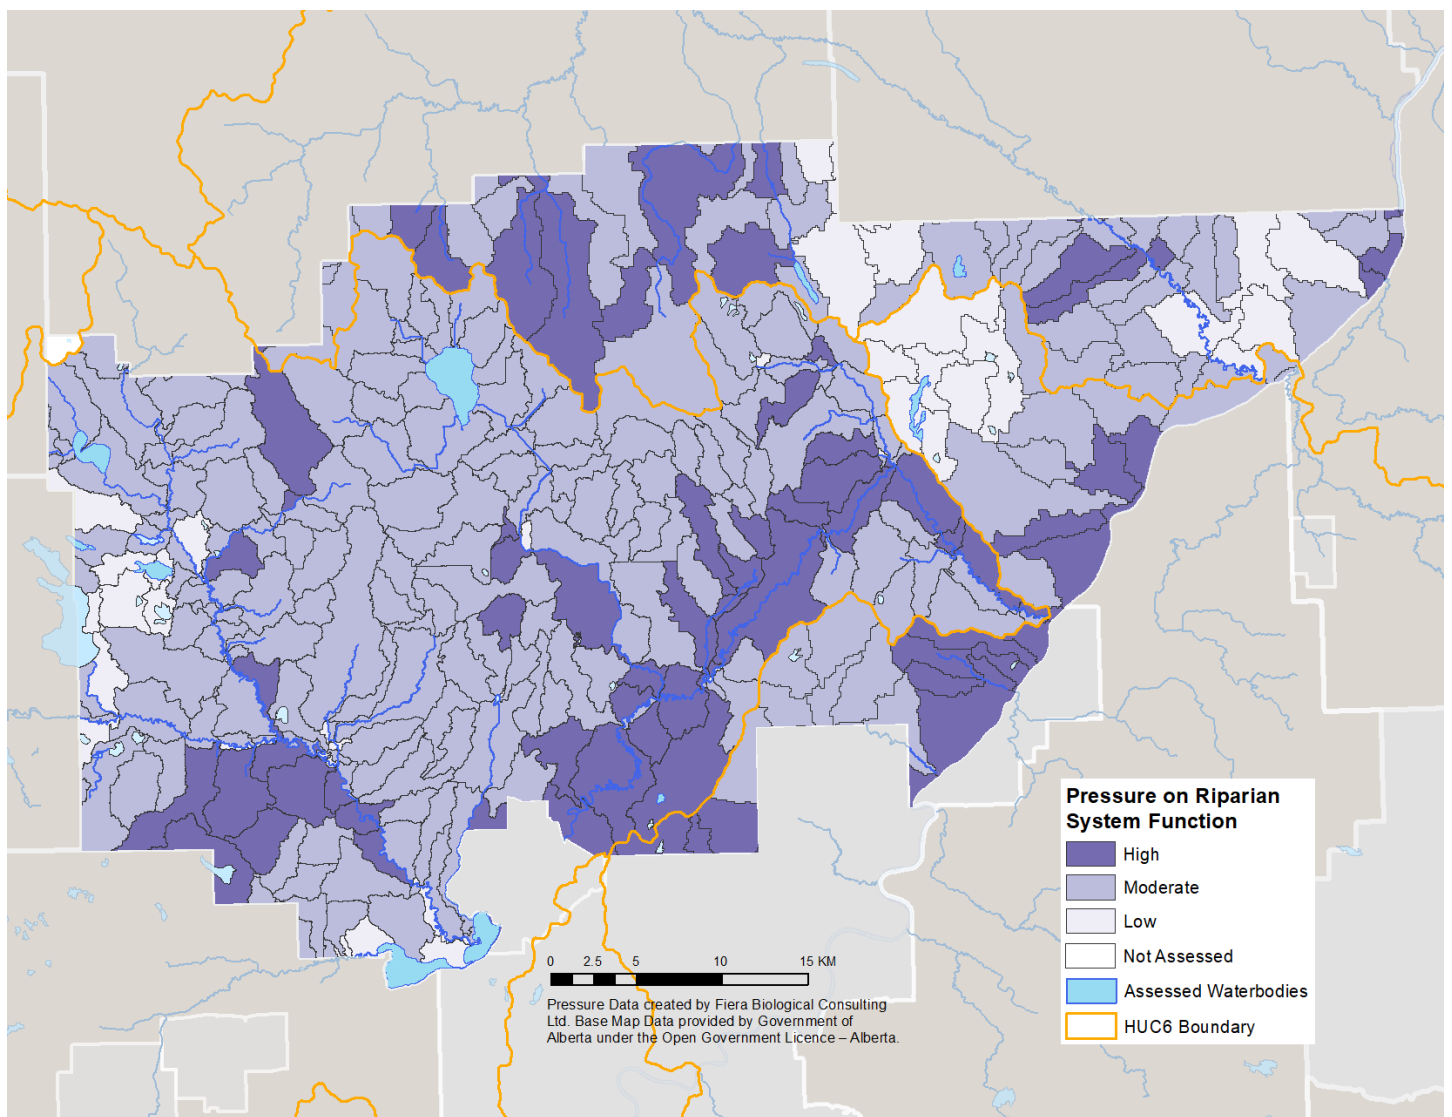 Pressure on Riparian
System Function
High
Moderate
Low
Not Assessed
Assessed Waterbodies
HUC6 Boundary
0 2.5 5 10 15 KM
Pressure Data created by Fiera Biological Consulting
Ltd. Base Map Data provided by Government of
Alberta under the Open Government Licence – Alberta.